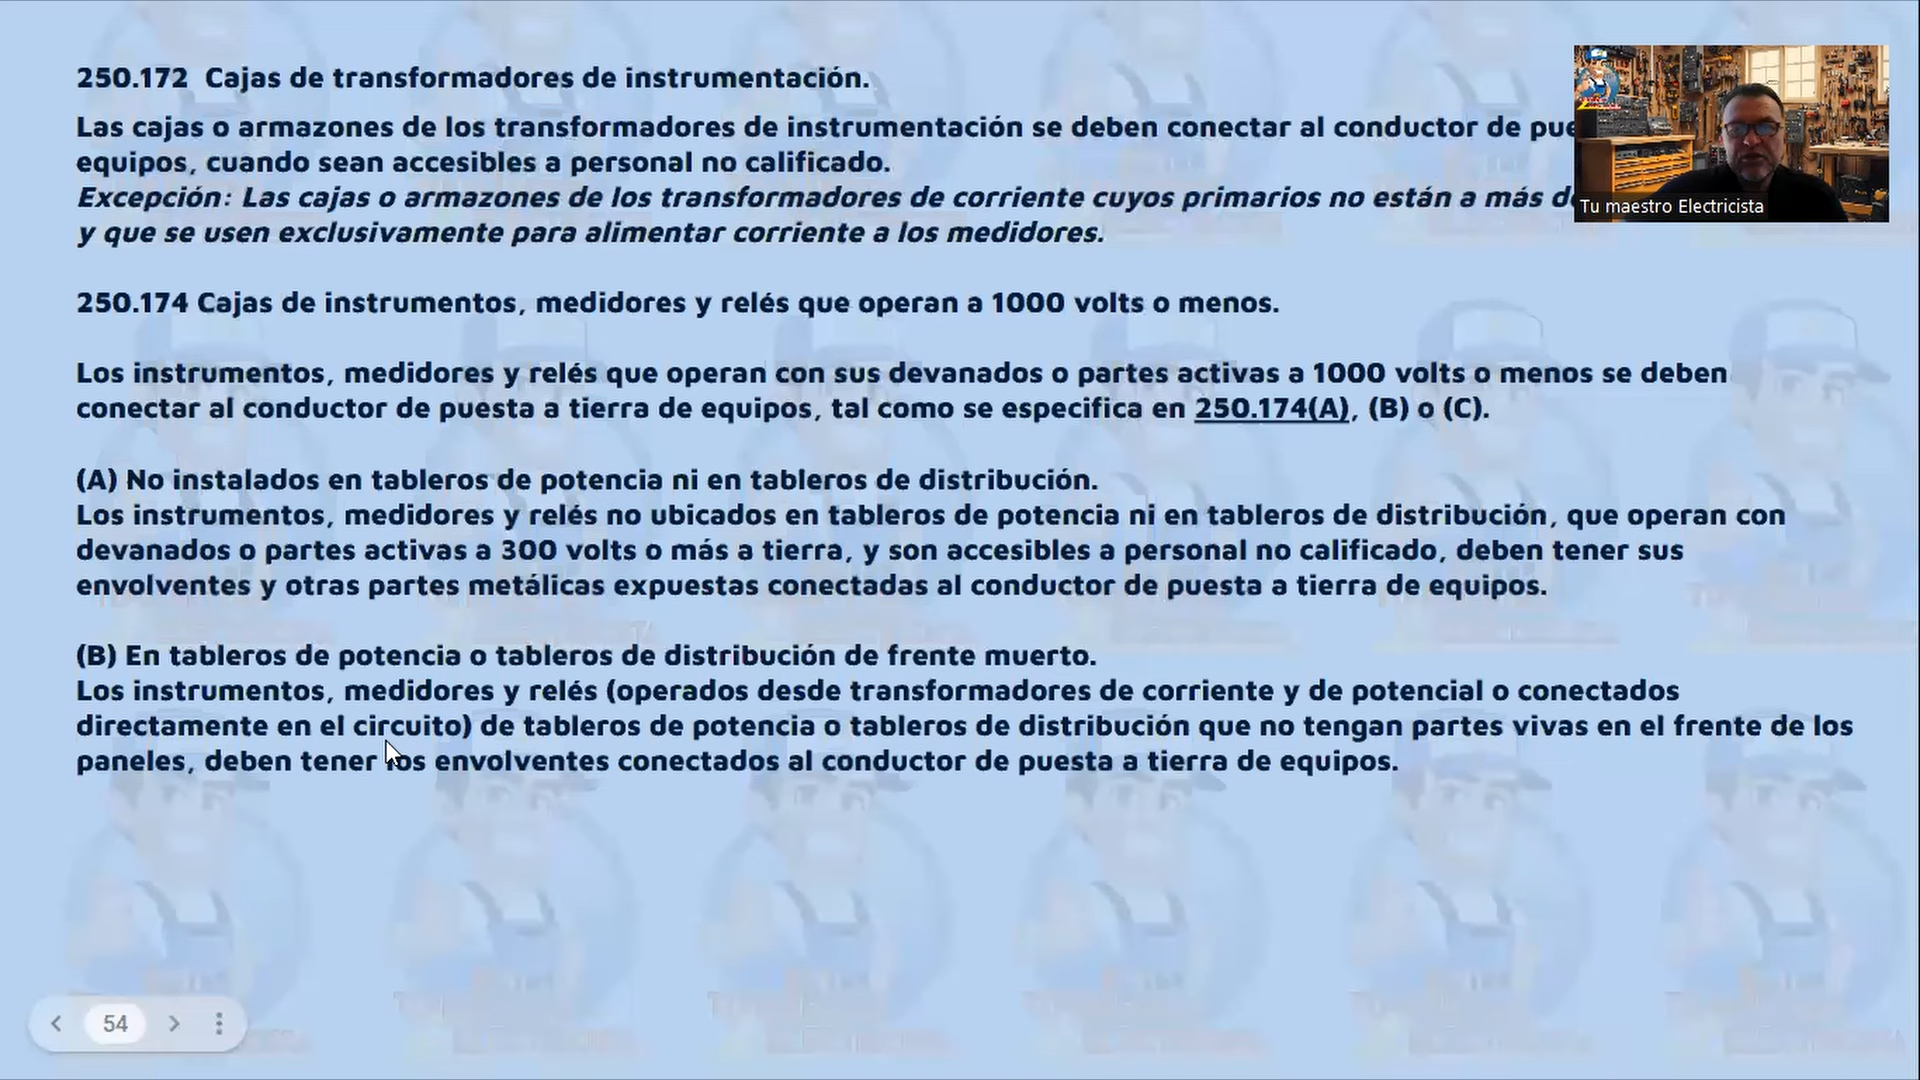 250.172 Cajas de transformadores de instrumentación.
Las cajas o armazones de los transformadores de instrumentación se deben conectar al conductor de
equipos, cuando sean accesibles a personal no calificado.
Excepción: Las cajas o armazones de los transformadores de corriente cuyos primarios no están a más
y que se usen exclusivamente para alimentar corriente a los medidores.
Tu maestro Electricista
250.174 Cajas de instrumentos, medidores y relés que operan a 1000 volts o menos.
Los instrumentos, medidores y relés que operan con sus devanados o partes activas a 1000 volts o menos se deben
conectar al conductor de puesta a tierra de equipos, tal como se especifica en 250.174(A), (B) o (C).
(A) No instalados en tableros de potencia ni en tableros de distribución.
Los instrumentos, medidores y relés no ubicados en tableros de potencia ni en tableros de distribución, que operan con
devanados o partes activas a 300 volts o más a tierra, y son accesibles a personal no calificado, deben tener sus
envolventes y otras partes metálicas expuestas conectadas al conductor de puesta a tierra de equipos.
(B) En tableros de potencia o tableros de distribución de frente muerto.
Los instrumentos, medidores y relés (operados desde transformadores de corriente y de potencial o conectados
directamente en el circuito) de tableros de potencia o tableros de distribución que no tengan partes vivas en el frente de los
paneles, deben tener los envolventes conectados al conductor de puesta a tierra de equipos.
54